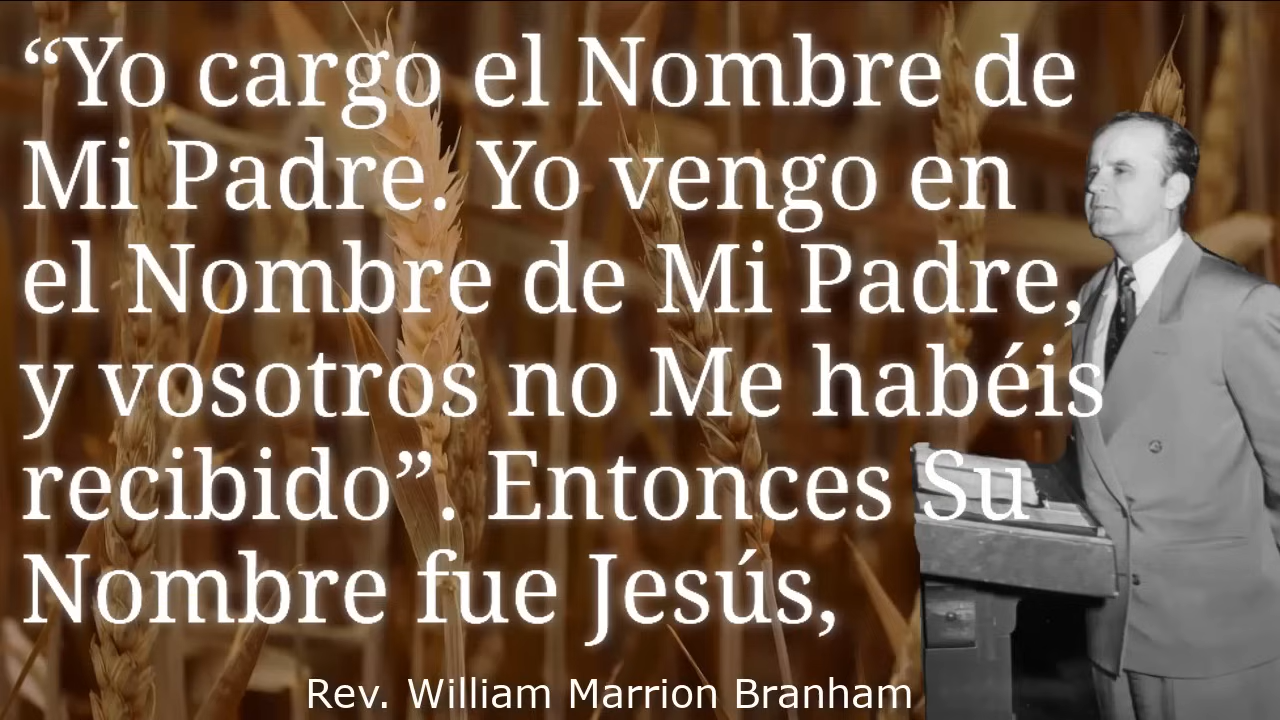 “Yo cargo el Nombre de
Mi Padre. Yo vengo en
el Nombre de Mi Padre,
y vosotros no Me habéis
recibido”. Entonces Su
Nombre fue Jesús,
Rev. William Marrion Branham